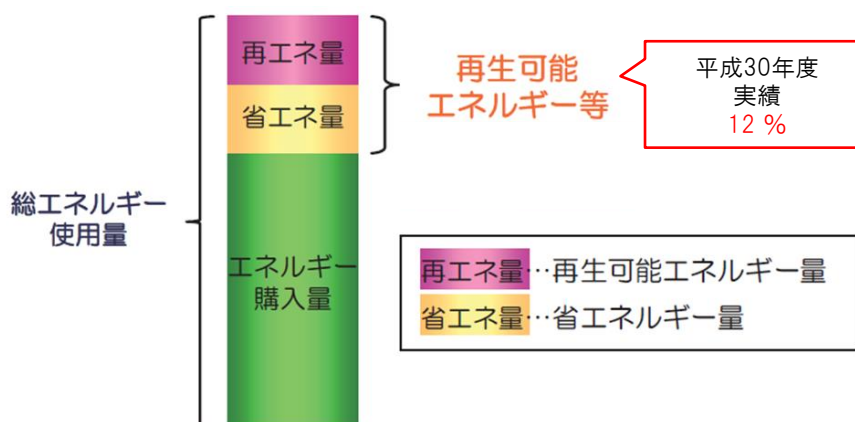 再エネ量
省エネ量
再生可能
エネルギー等
平成30年度
実績
12 %
総エネルギー
使用量
エネルギー
購入量
再エネ量…再生可能エネルギー量
省エネ量…省エネルギー量